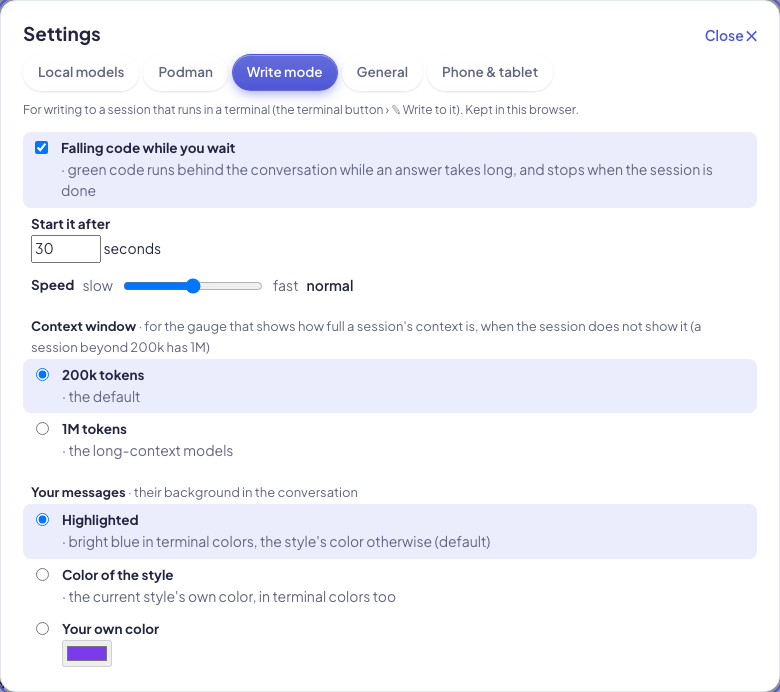 Settings
Close ✕
Local models
Podman
Write mode
General
Phone & tablet
For writing to a session that runs in a terminal (the terminal button › ✎ Write to it). Kept in this browser.
Falling code while you wait
· green code runs behind the conversation while an answer takes long, and stops when the session is
done
Start it after
30 seconds
Speed slow fast normal
Context window · for the gauge that shows how full a session's context is, when the session does not show it (a
session beyond 200k has 1M)
200k tokens
· the default
1M tokens
· the long-context models
Your messages · their background in the conversation
Highlighted
· bright blue in terminal colors, the style's color otherwise (default)
Color of the style
· the current style's own color, in terminal colors too
Your own color